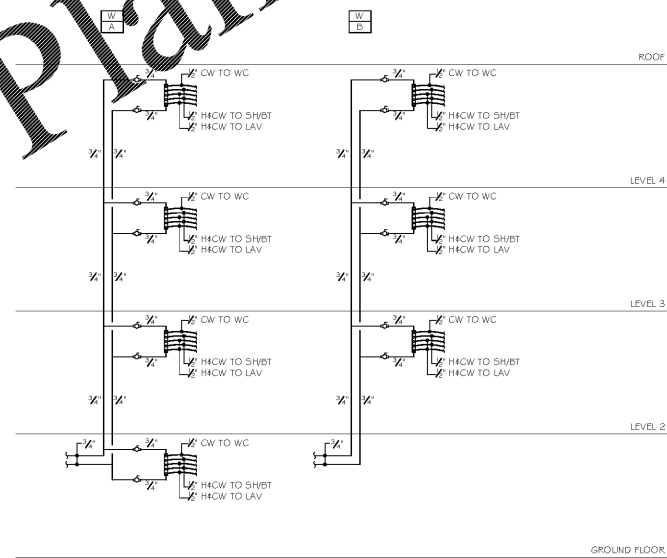 Plan
W
A
W
B
ROOF
3/4" 1/2" CW TO WC
3/4" 1/2" H&CW TO SH/BT
1/2" H&CW TO LAV
3/4" 3/4"
3/4" 1/2" CW TO WC
3/4" 1/2" H&CW TO SH/BT
1/2" H&CW TO LAV
3/4" 3/4"
LEVEL 4
3/4" 1/2" CW TO WC
3/4" 1/2" H&CW TO SH/BT
1/2" H&CW TO LAV
3/4" 3/4"
3/4" 1/2" CW TO WC
3/4" 1/2" H&CW TO SH/BT
1/2" H&CW TO LAV
3/4" 3/4"
LEVEL 3
3/4" 1/2" CW TO WC
3/4" 1/2" H&CW TO SH/BT
1/2" H&CW TO LAV
3/4" 3/4"
3/4" 1/2" CW TO WC
3/4" 1/2" H&CW TO SH/BT
1/2" H&CW TO LAV
3/4" 3/4"
LEVEL 2
3/4" 3/4" 1/2" CW TO WC
3/4" 1/2" H&CW TO SH/BT
1/2" H&CW TO LAV
3/4"
GROUND FLOOR